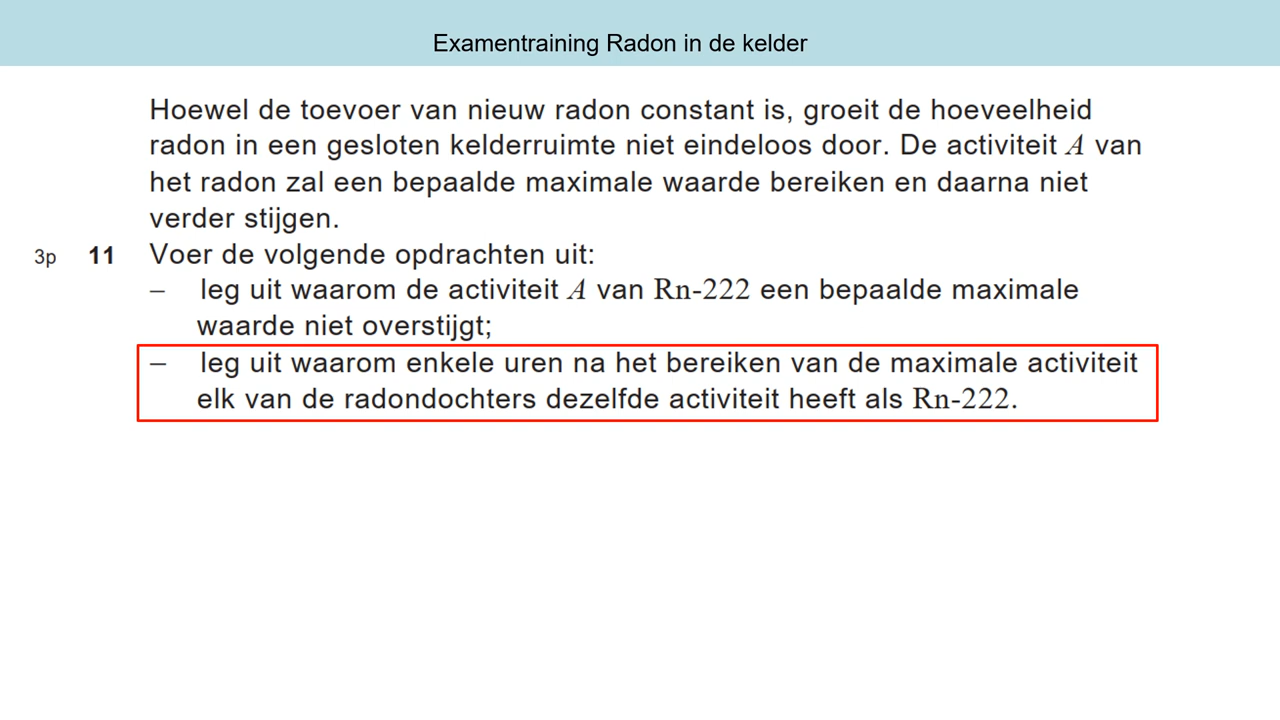 Examentraining Radon in de kelder
Hoewel de toevoer van nieuw radon constant is, groeit de hoeveelheid
radon in een gesloten kelderruimte niet eindeloos door. De activiteit A van
het radon zal een bepaalde maximale waarde bereiken en daarna niet
verder stijgen.
3p 11 Voer de volgende opdrachten uit:
– leg uit waarom de activiteit A van Rn-222 een bepaalde maximale
waarde niet overstijgt;
– leg uit waarom enkele uren na het bereiken van de maximale activiteit
elk van de radondochters dezelfde activiteit heeft als Rn-222.